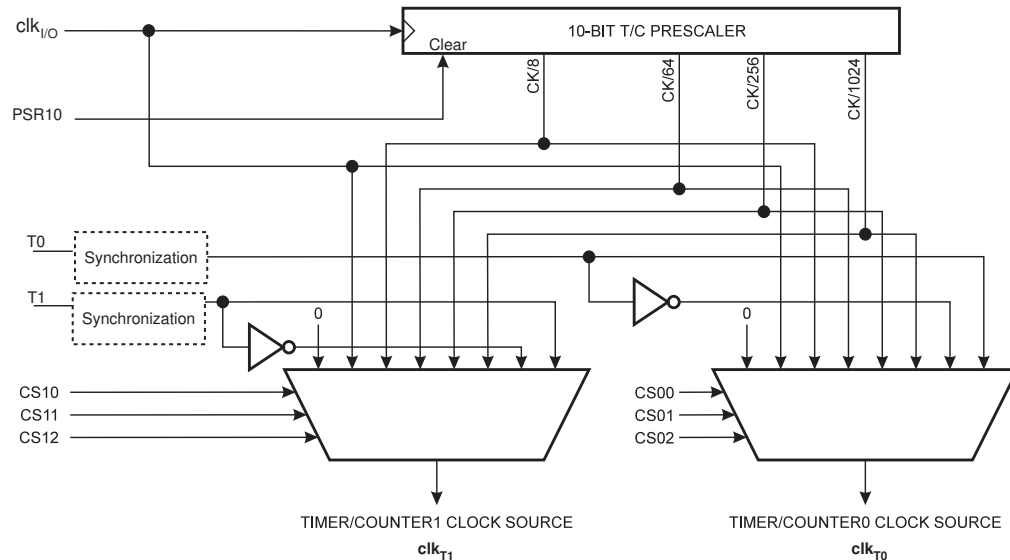 clkI/O
10-BIT T/C PRESCALER
Clear
PSR10
CK/8
CK/64
CK/256
CK/1024
T0
Synchronization
T1
Synchronization
0
0
CS10
CS11
CS12
CS00
CS01
CS02
TIMER/COUNTER1 CLOCK SOURCE
clkT1
TIMER/COUNTER0 CLOCK SOURCE
clkT0